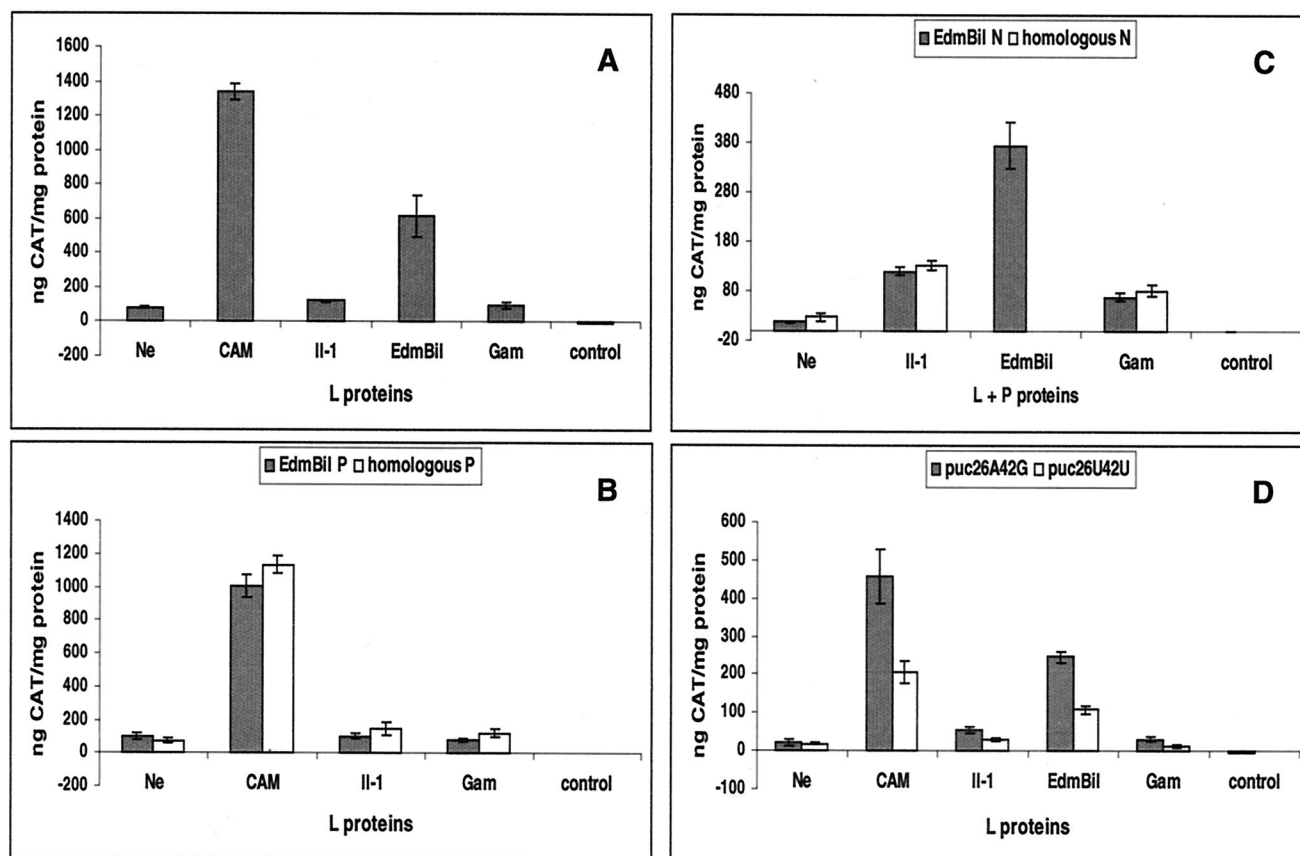 A
ng CAT/mg protein
1600
1400
1200
1000
800
600
400
200
0
-200
Ne CAM II-1 EdmBil Gam control
L proteins
EdmBil N homologous N
C
ng CAT/mg protein
480
380
280
180
80
-20
Ne II-1 EdmBil Gam control
L + P proteins
EdmBil P homologous P
B
ng CAT/mg protein
1400
1200
1000
800
600
400
200
0
-200
Ne CAM II-1 Gam control
L proteins
puc26A42G puc26U42U
D
ng CAT/mg protein
600
500
400
300
200
100
0
-100
Ne CAM II-1 EdmBil Gam control
L proteins